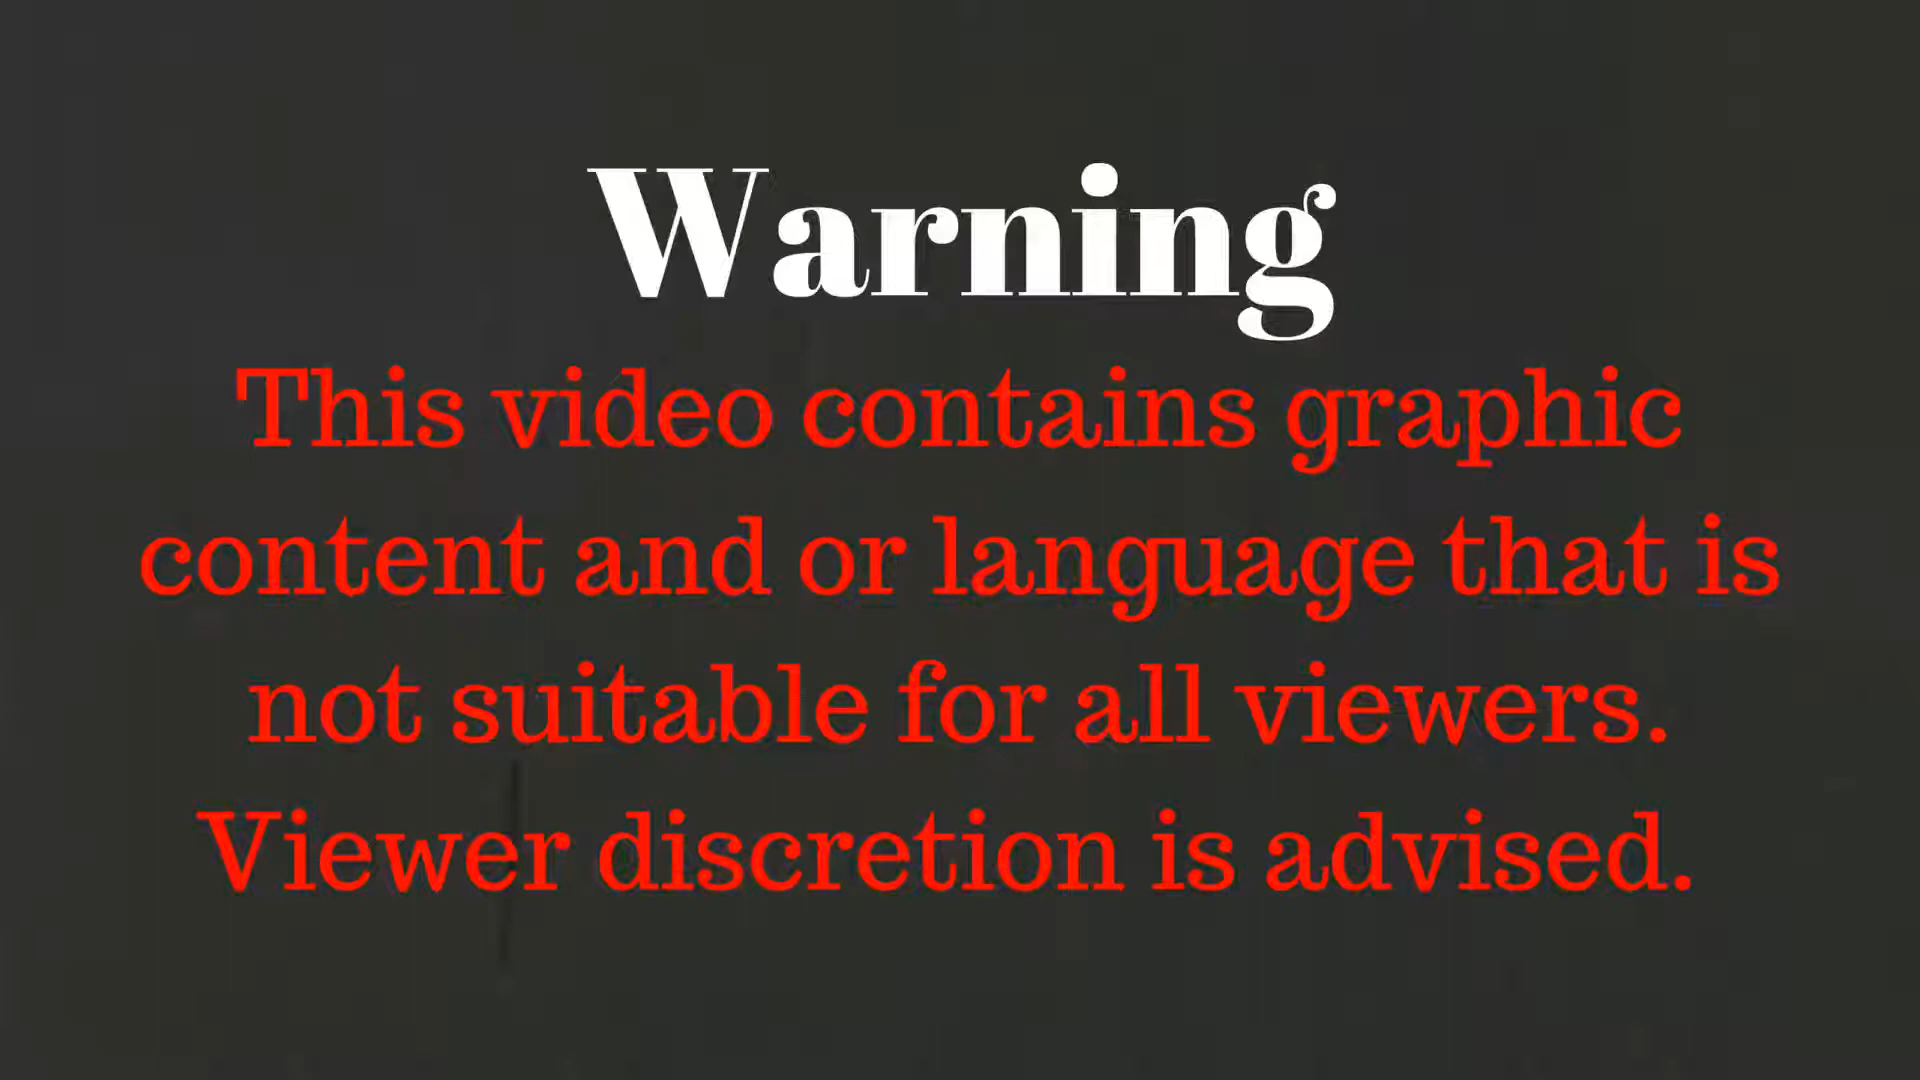 Warning
This video contains graphic
content and or language that is
not suitable for all viewers.
Viewer discretion is advised.